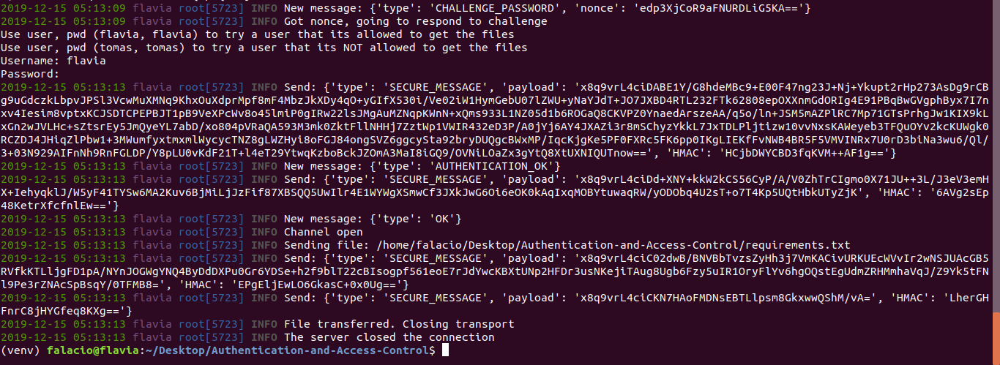 2019-12-15 05:13:09 flavia root[5723] INFO New message: {'type': 'CHALLENGE_PASSWORD', 'nonce': 'edp3XjCoR9aFNURDLiG5KA=='}
2019-12-15 05:13:09 flavia root[5723] INFO Got nonce, going to respond to challenge
Use user, pwd (flavia, flavia) to try a user that its allowed to get the files
Use user, pwd (tomas, tomas) to try a user that its NOT allowed to get the files
Username: flavia
Password:
2019-12-15 05:13:13 flavia root[5723] INFO Send: {'type': 'SECURE_MESSAGE', 'payload': 'x8q9vrL4ciDABE1Y/G8hdeMBc9+E00F47ng23J+Nj+Ykupt2rHp273AsDg9rCB
g9uGdczkLbpvJPSl3VcwMuXMNq9KhxOuXdprMpf8mF4MbzJkXDy4qO+yGIfX530i/Ve02iW1HymGebU07lZWU+yNaYJdT+JO7JXBD4RTL232FTk62808epOXXnmGdORIg4E91PBqBwGVgphByx7I7n
xv4Iesim8vptxKCJSDTCPEPBJT1pB9VeXPcWv8o45lmiP0gIRw22lsJMgAuMZNqpKWnN+xQms933L1NZ05d1b6ROGaQ8CKVPZ0YnaedArszeAA/q5o/ln+JSM5mAZPlRC7Mp71GTsPrhgJw1KIX9kL
xGn2wJVLHc+sZtsrEy5JmQyeYL7abD/xo804pVRaQA593M3mk0ZktFllNHHj7ZztWp1VWIR432eD3P/A0jYj6AY4JXAZi3r8mSChyzYkkL7JxTDLPljtizw10vvNxsKAWeyeb3TFQuOYv2kcKUWgk0
RCZDJ4JHiqZlPbw1+3MWumfyxtmxmlWycycTNZ8gLWZHyi8oFGJ84ongSVZ6ggcySta92bryDUQgcBWxMP/IqcKjgKe5PF0FXRc5FK6pp0IKgLIEKfFvNWB4BR5F5VMVINRx7U0rD3biNa3wu6/Ql/
3+03N929AIFnNh9RnFGLDP/Y8pLU0vKdF21T+l4eT29YtwqKzboBckJZOmA3MaI8iGQ9/OVNiLOaZx3gYtQ8XtUXNIQUTnow==', 'HMAC': 'HCjbDWYCBD3fqKVM++AF1g=='}
2019-12-15 05:13:13 flavia root[5723] INFO New message: {'type': 'AUTHENTICATION_OK'}
2019-12-15 05:13:13 flavia root[5723] INFO Send: {'type': 'SECURE_MESSAGE', 'payload': 'x8q9vrL4ciDd+XNY+kkW2kCS56CyP/A/V0ZhTrCIgmo0X71JU++3L/J3eV3emH
X+IehyqklJ/W5yF41TYSw6MA2Kuv6BjMiLjJzFif87XBSQQ5UwIlr4E1WYWgXSmwCf3JXkJwG6Oi6eOK0kAqIxqMOBYtuwaqRW/yODObq4U2sT+o7T4Kp5UQtHbkUTyZjK', 'HMAC': '6AVg2sEp
48KetrXfcfnlEw=='}
2019-12-15 05:13:13 flavia root[5723] INFO New message: {'type': 'OK'}
2019-12-15 05:13:13 flavia root[5723] INFO Channel open
2019-12-15 05:13:13 flavia root[5723] INFO Sending file: /home/falacio/Desktop/Authentication-and-Access-Control/requirements.txt
2019-12-15 05:13:13 flavia root[5723] INFO Send: {'type': 'SECURE_MESSAGE', 'payload': 'x8q9vrL4ciC02dwB/BNVBbTvzsZyHh3j7VmKACivURKUEcWVvIr2wNSJUAcGB5
RVfkKTLljgFD1pA/NYnJOGWgYNQ4ByDdDXPu0Gr6YDSe+h2f9blT22cBIsogpf561eoE7rJdYwcKBXtUNp2HFDr3usNKejiTAug8Ugb6Fzy5uIR1OryFlYv6hgOQstEgUdmZRHMmhaVqJ/Z9Yk5tFN
l9Pe3rZNAcSpBsqY/0TFMB8=', 'HMAC': 'EPgEljEwLO6GkasC+0x0Ug=='}
2019-12-15 05:13:13 flavia root[5723] INFO Send: {'type': 'SECURE_MESSAGE', 'payload': 'x8q9vrL4ciCKN7HAoFMDNsEBTLlpsm8GkxwwQShM/vA=', 'HMAC': 'LherGH
FnrC8jHYGfeq8KXg=='}
2019-12-15 05:13:13 flavia root[5723] INFO File transferred. Closing transport
2019-12-15 05:13:13 flavia root[5723] INFO The server closed the connection
(venv) falacio@flavia:~/Desktop/Authentication-and-Access-Control$